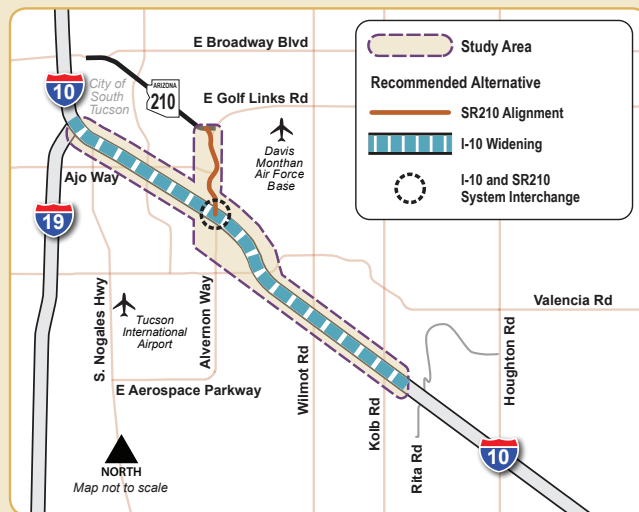 E Broadway Blvd
10
City of
South
Tucson
ARIZONA
210
E Golf Links Rd
Davis
Monthan
Air Force
Base
Study Area
Recommended Alternative
SR210 Alignment
I-10 Widening
I-10 and SR210
System Interchange
Ajo Way
19
S. Nogales Hwy
Tucson
International
Airport
Alvernon Way
Valencia Rd
E Aerospace Parkway
Wilmot Rd
Kolb Rd
Rita Rd
Houghton Rd
10
NORTH
Map not to scale